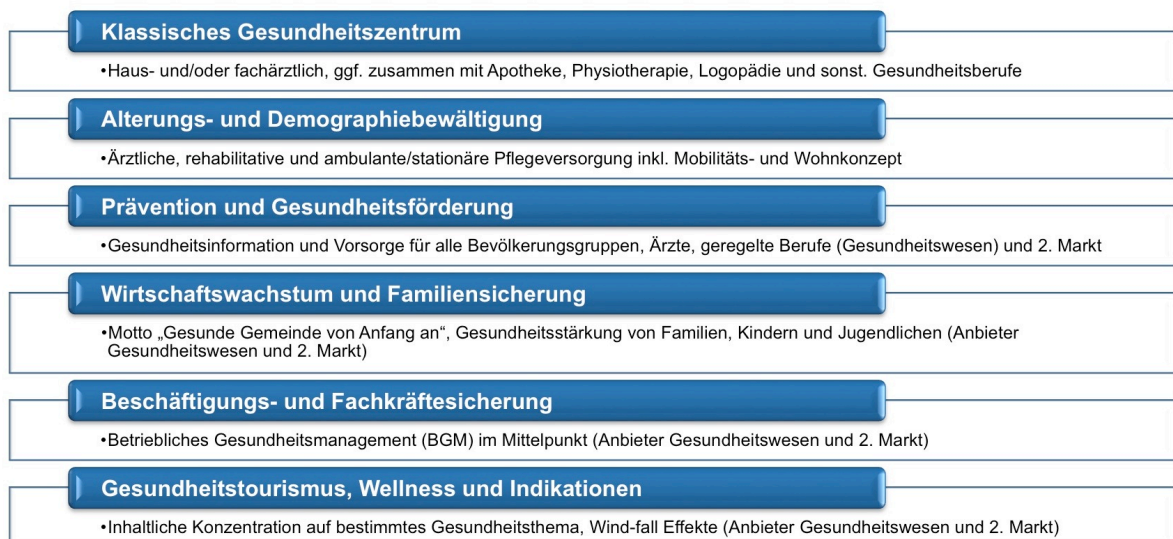 Klassisches Gesundheitszentrum
•Haus- und/oder fachärztlich, ggf. zusammen mit Apotheke, Physiotherapie, Logopädie und sonst. Gesundheitsberufe
Alterungs- und Demographiebewältigung
•Ärztliche, rehabilitative und ambulante/stationäre Pflegeversorgung inkl. Mobilitäts- und Wohnkonzept
Prävention und Gesundheitsförderung
•Gesundheitsinformation und Vorsorge für alle Bevölkerungsgruppen, Ärzte, geregelte Berufe (Gesundheitswesen) und 2. Markt
Wirtschaftswachstum und Familiensicherung
•Motto „Gesunde Gemeinde von Anfang an“, Gesundheitsstärkung von Familien, Kindern und Jugendlichen (Anbieter
Gesundheitswesen und 2. Markt)
Beschäftigungs- und Fachkräftesicherung
•Betriebliches Gesundheitsmanagement (BGM) im Mittelpunkt (Anbieter Gesundheitswesen und 2. Markt)
Gesundheitstourismus, Wellness und Indikationen
•Inhaltliche Konzentration auf bestimmtes Gesundheitsthema, Wind-fall Effekte (Anbieter Gesundheitswesen und 2. Markt)